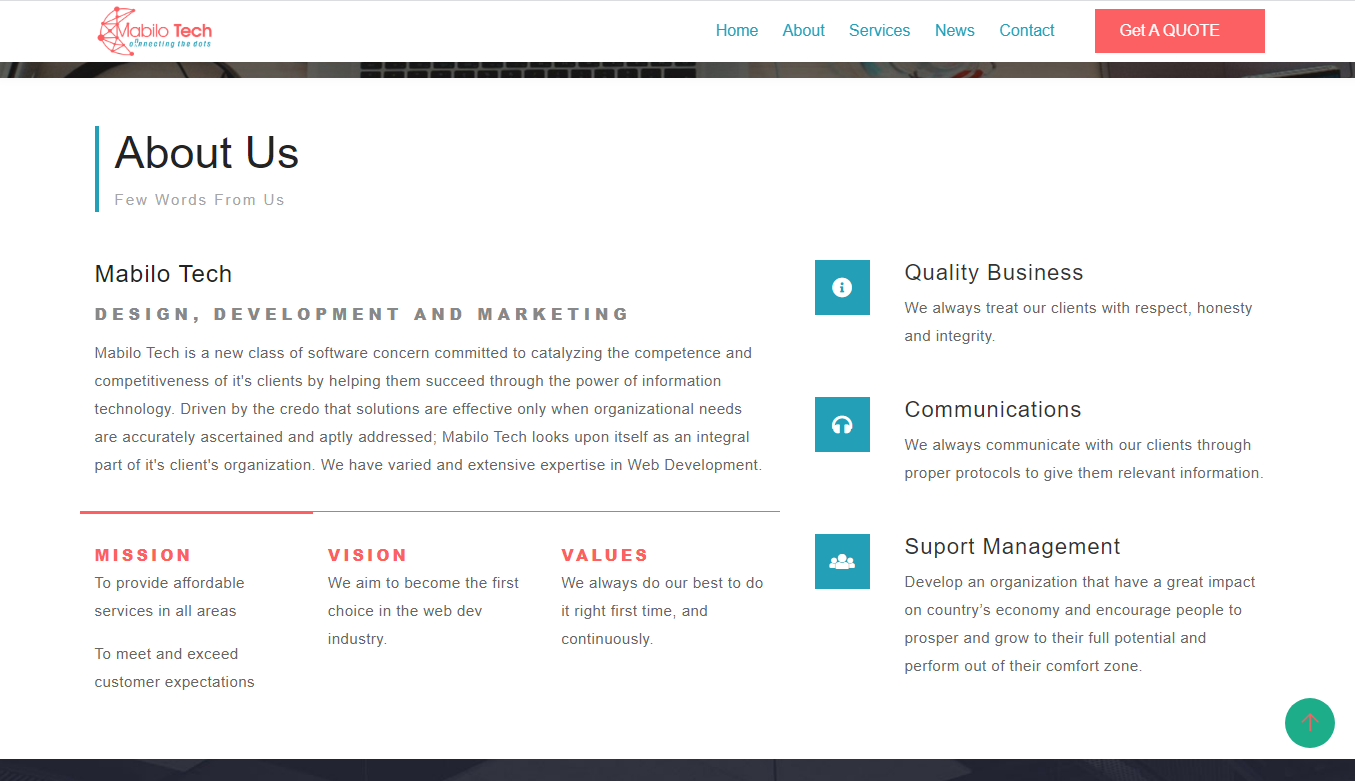 Mabilo Tech
connecting the dots
Home About Services News Contact Get A QUOTE
About Us
Few Words From Us
Mabilo Tech
DESIGN, DEVELOPMENT AND MARKETING
Mabilo Tech is a new class of software concern committed to catalyzing the competence and
competitiveness of it's clients by helping them succeed through the power of information
technology. Driven by the credo that solutions are effective only when organizational needs
are accurately ascertained and aptly addressed; Mabilo Tech looks upon itself as an integral
part of it's client's organization. We have varied and extensive expertise in Web Development.
MISSION
To provide affordable
services in all areas
To meet and exceed
customer expectations
VISION
We aim to become the first
choice in the web dev
industry.
VALUES
We always do our best to do
it right first time, and
continuously.
Quality Business
We always treat our clients with respect, honesty
and integrity.
Communications
We always communicate with our clients through
proper protocols to give them relevant information.
Suport Management
Develop an organization that have a great impact
on country’s economy and encourage people to
prosper and grow to their full potential and
perform out of their comfort zone.